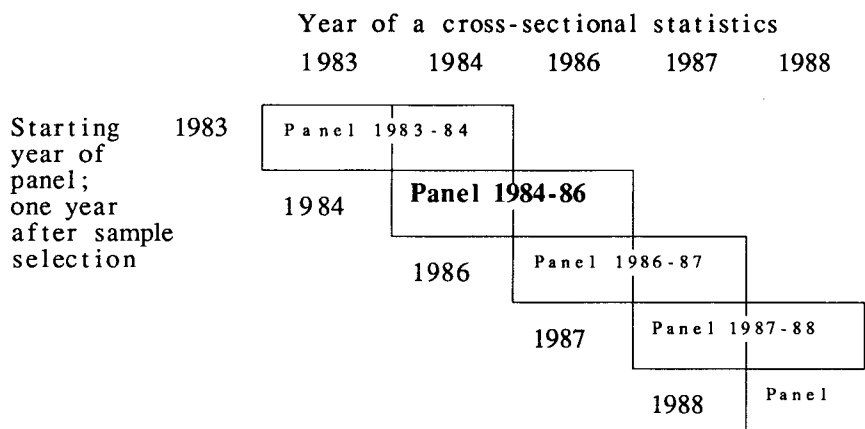 Year of a cross-sectional statistics
1983 1984 1986 1987 1988
Starting 1983 Panel 1983-84
year of
panel; Panel 1984-86
one year 1984
after sample
selection 1986 Panel 1986-87
1987 Panel 1987-88
1988 Panel